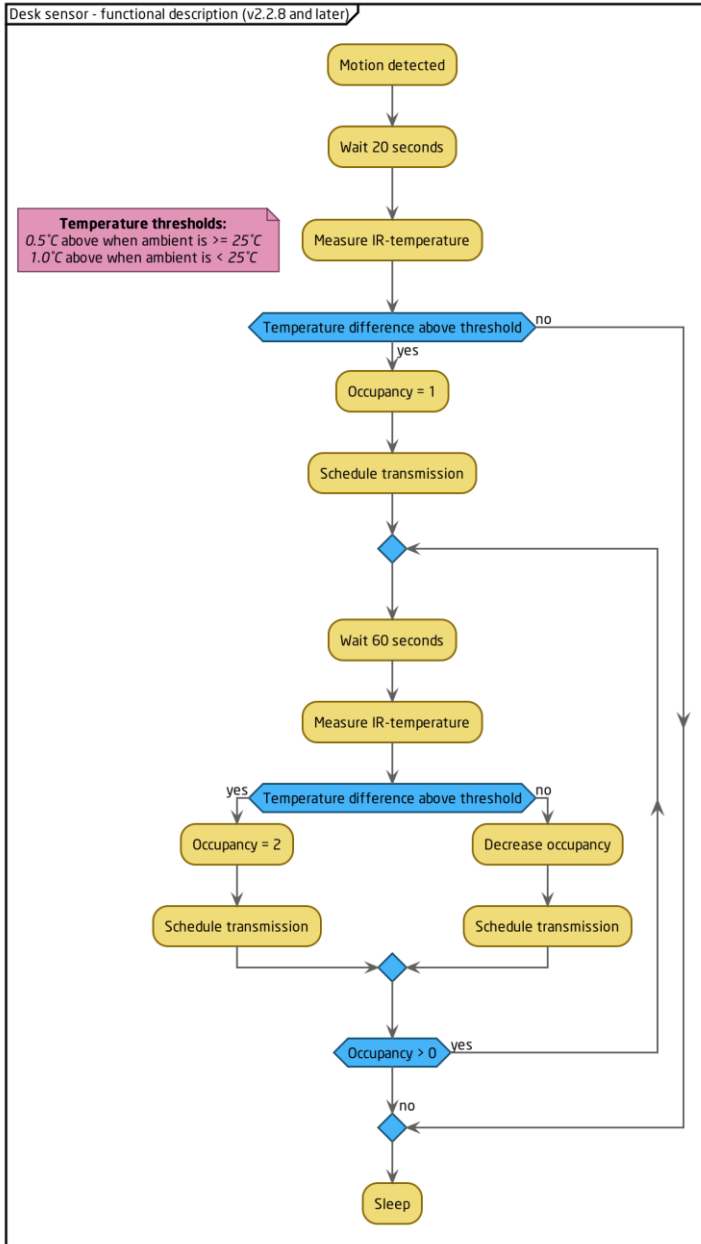 Desk sensor - functional description (v2.2.8 and later)
Motion detected
Wait 20 seconds
Temperature thresholds:
0.5°C above when ambient is >= 25°C
1.0°C above when ambient is < 25°C
Measure IR-temperature
Temperature difference above threshold
no
yes
Occupancy = 1
Schedule transmission
Wait 60 seconds
Measure IR-temperature
yes
Temperature difference above threshold
no
Occupancy = 2
Decrease occupancy
Schedule transmission
Schedule transmission
Occupancy > 0
yes
no
Sleep